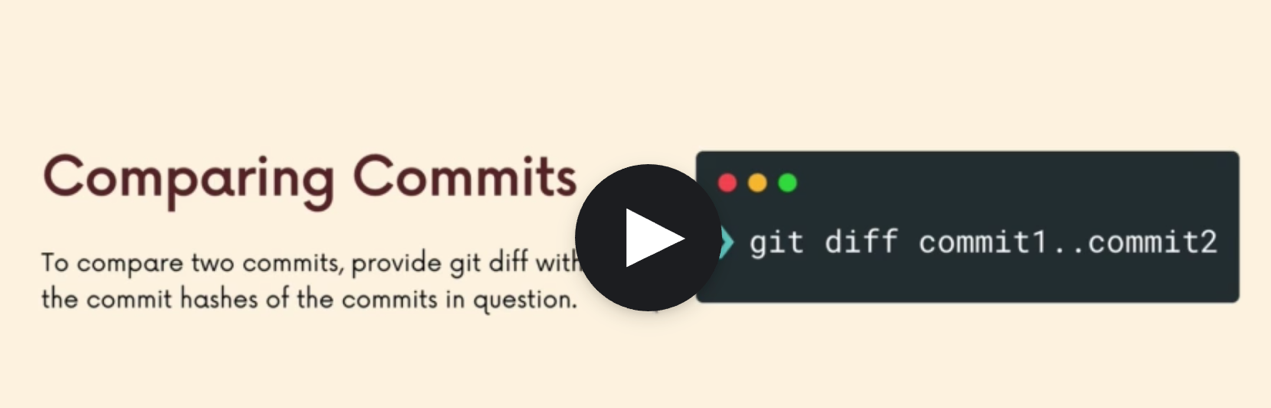 Comparing Commits
To compare two commits, provide git diff with
the commit hashes of the commits in question.
❯ git diff commit1..commit2